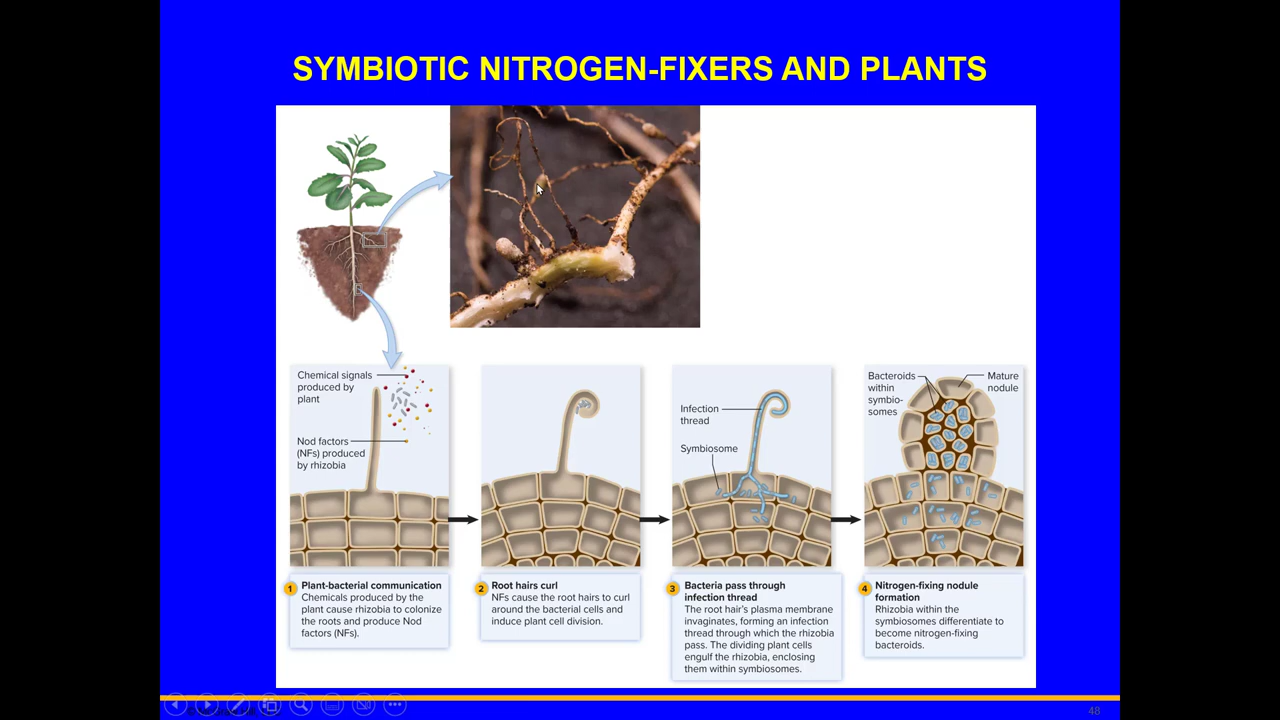 SYMBIOTIC NITROGEN-FIXERS AND PLANTS
Chemical signals
produced by
plant
Nod factors
(NFs) produced
by rhizobia
Infection
thread
Symbiosome
Bacteroids
within
symbio-
somes
Mature
nodule
1 Plant-bacterial communication
Chemicals produced by the
plant cause rhizobia to colonize
the roots and produce Nod
factors (NFs).
2 Root hairs curl
NFs cause the root hairs to curl
around the bacterial cells and
induce plant cell division.
3 Bacteria pass through
infection thread
The root hair's plasma membrane
invaginates, forming an infection
thread through which the rhizobia
pass. The dividing plant cells
engulf the rhizobia, enclosing
them within symbiosomes.
4 Nitrogen-fixing nodule
formation
Rhizobia within the
symbiosomes differentiate to
become nitrogen-fixing
bacteroids.
48